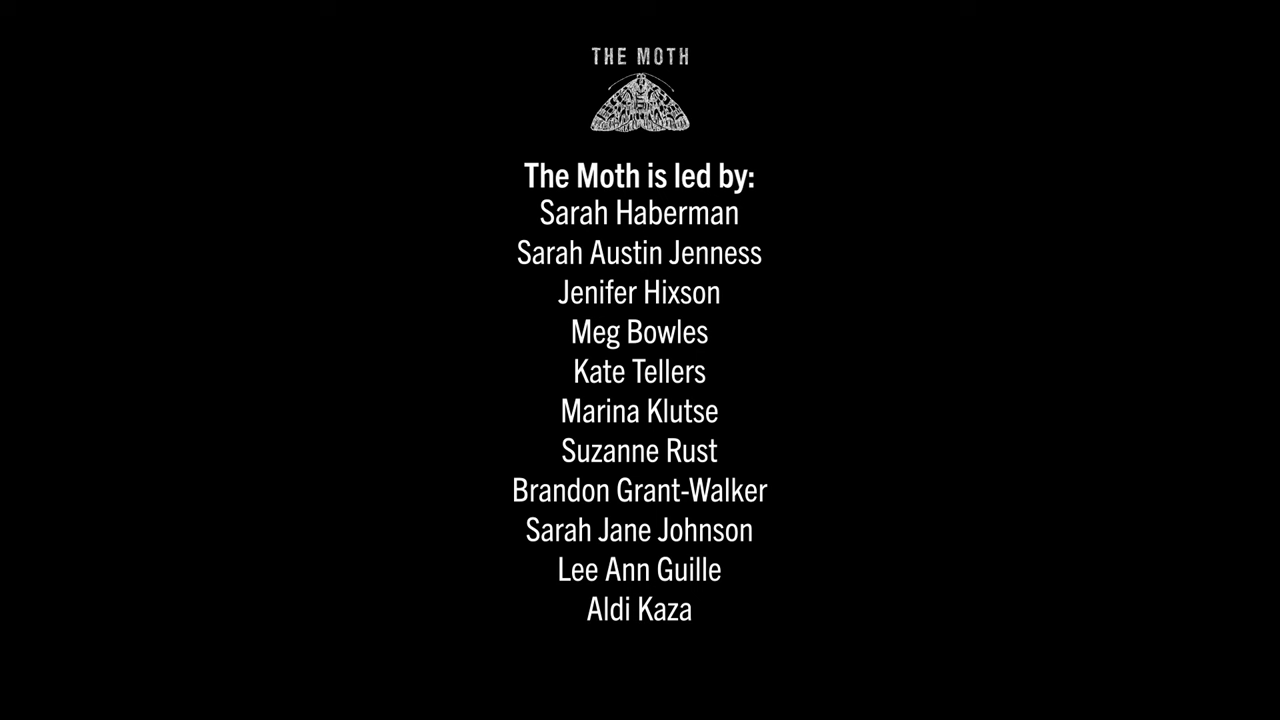 THE MOTH
The Moth is led by:
Sarah Haberman
Sarah Austin Jenness
Jenifer Hixson
Meg Bowles
Kate Tellers
Marina Klutse
Suzanne Rust
Brandon Grant-Walker
Sarah Jane Johnson
Lee Ann Guille
Aldi Kaza